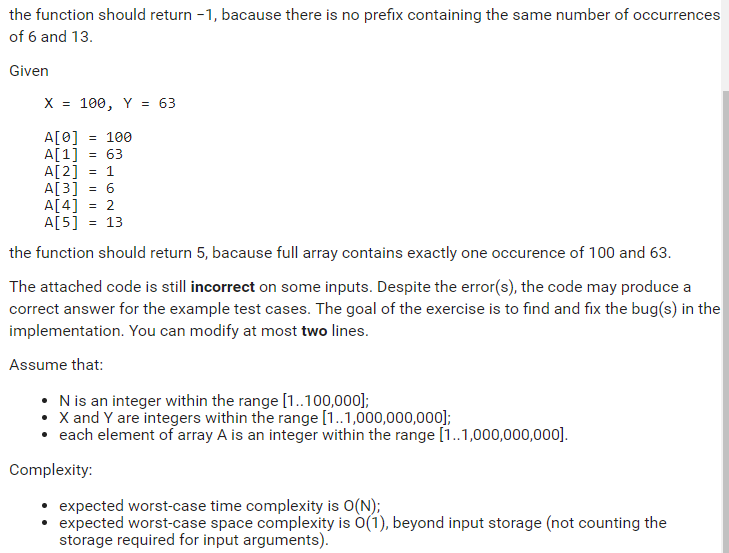 the function should return −1, bacause there is no prefix containing the same number of occurrences
of 6 and 13.
Given
X = 100, Y = 63
A[0] = 100
A[1] = 63
A[2] = 1
A[3] = 6
A[4] = 2
A[5] = 13
the function should return 5, bacause full array contains exactly one occurence of 100 and 63.
The attached code is still incorrect on some inputs. Despite the error(s), the code may produce a
correct answer for the example test cases. The goal of the exercise is to find and fix the bug(s) in the
implementation. You can modify at most two lines.
Assume that:
• N is an integer within the range [1..100,000];
• X and Y are integers within the range [1..1,000,000,000];
• each element of array A is an integer within the range [1..1,000,000,000].
Complexity:
• expected worst-case time complexity is O(N);
• expected worst-case space complexity is O(1), beyond input storage (not counting the
storage required for input arguments).